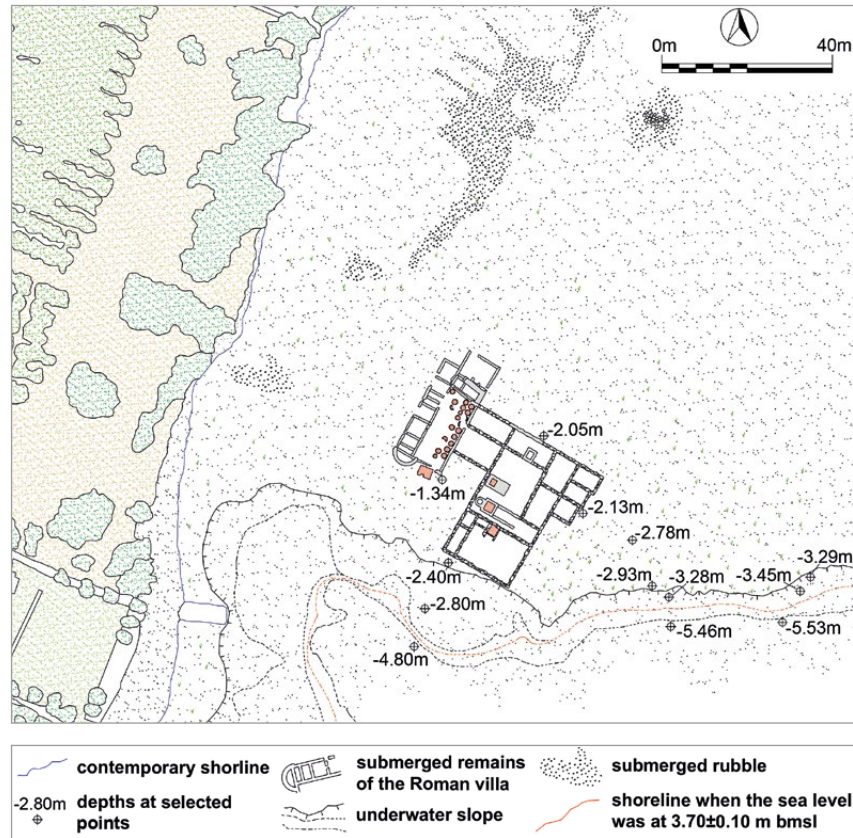 0m 40m
-2.05m
-1.34m
-2.13m
-2.78m
-3.29m
-2.40m
-2.93m
-3.28m
-3.45m
-2.80m
-5.46m
-5.53m
-4.80m
contemporary shorline
-2.80m
depths at selected
points
submerged remains
of the Roman villa
underwater slope
submerged rubble
shoreline when the sea level
was at 3.70±0.10 m bmsl